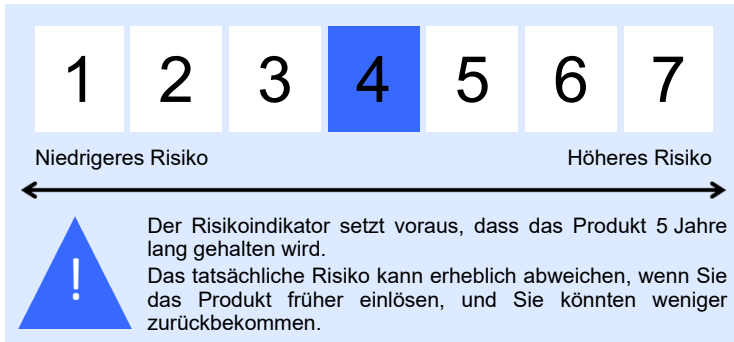 1 2 3 4 5 6 7
Niedrigeres Risiko Höheres Risiko
!
Der Risikoindikator setzt voraus, dass das Produkt 5 Jahre
lang gehalten wird.
Das tatsächliche Risiko kann erheblich abweichen, wenn Sie
das Produkt früher einlösen, und Sie könnten weniger
zurückbekommen.